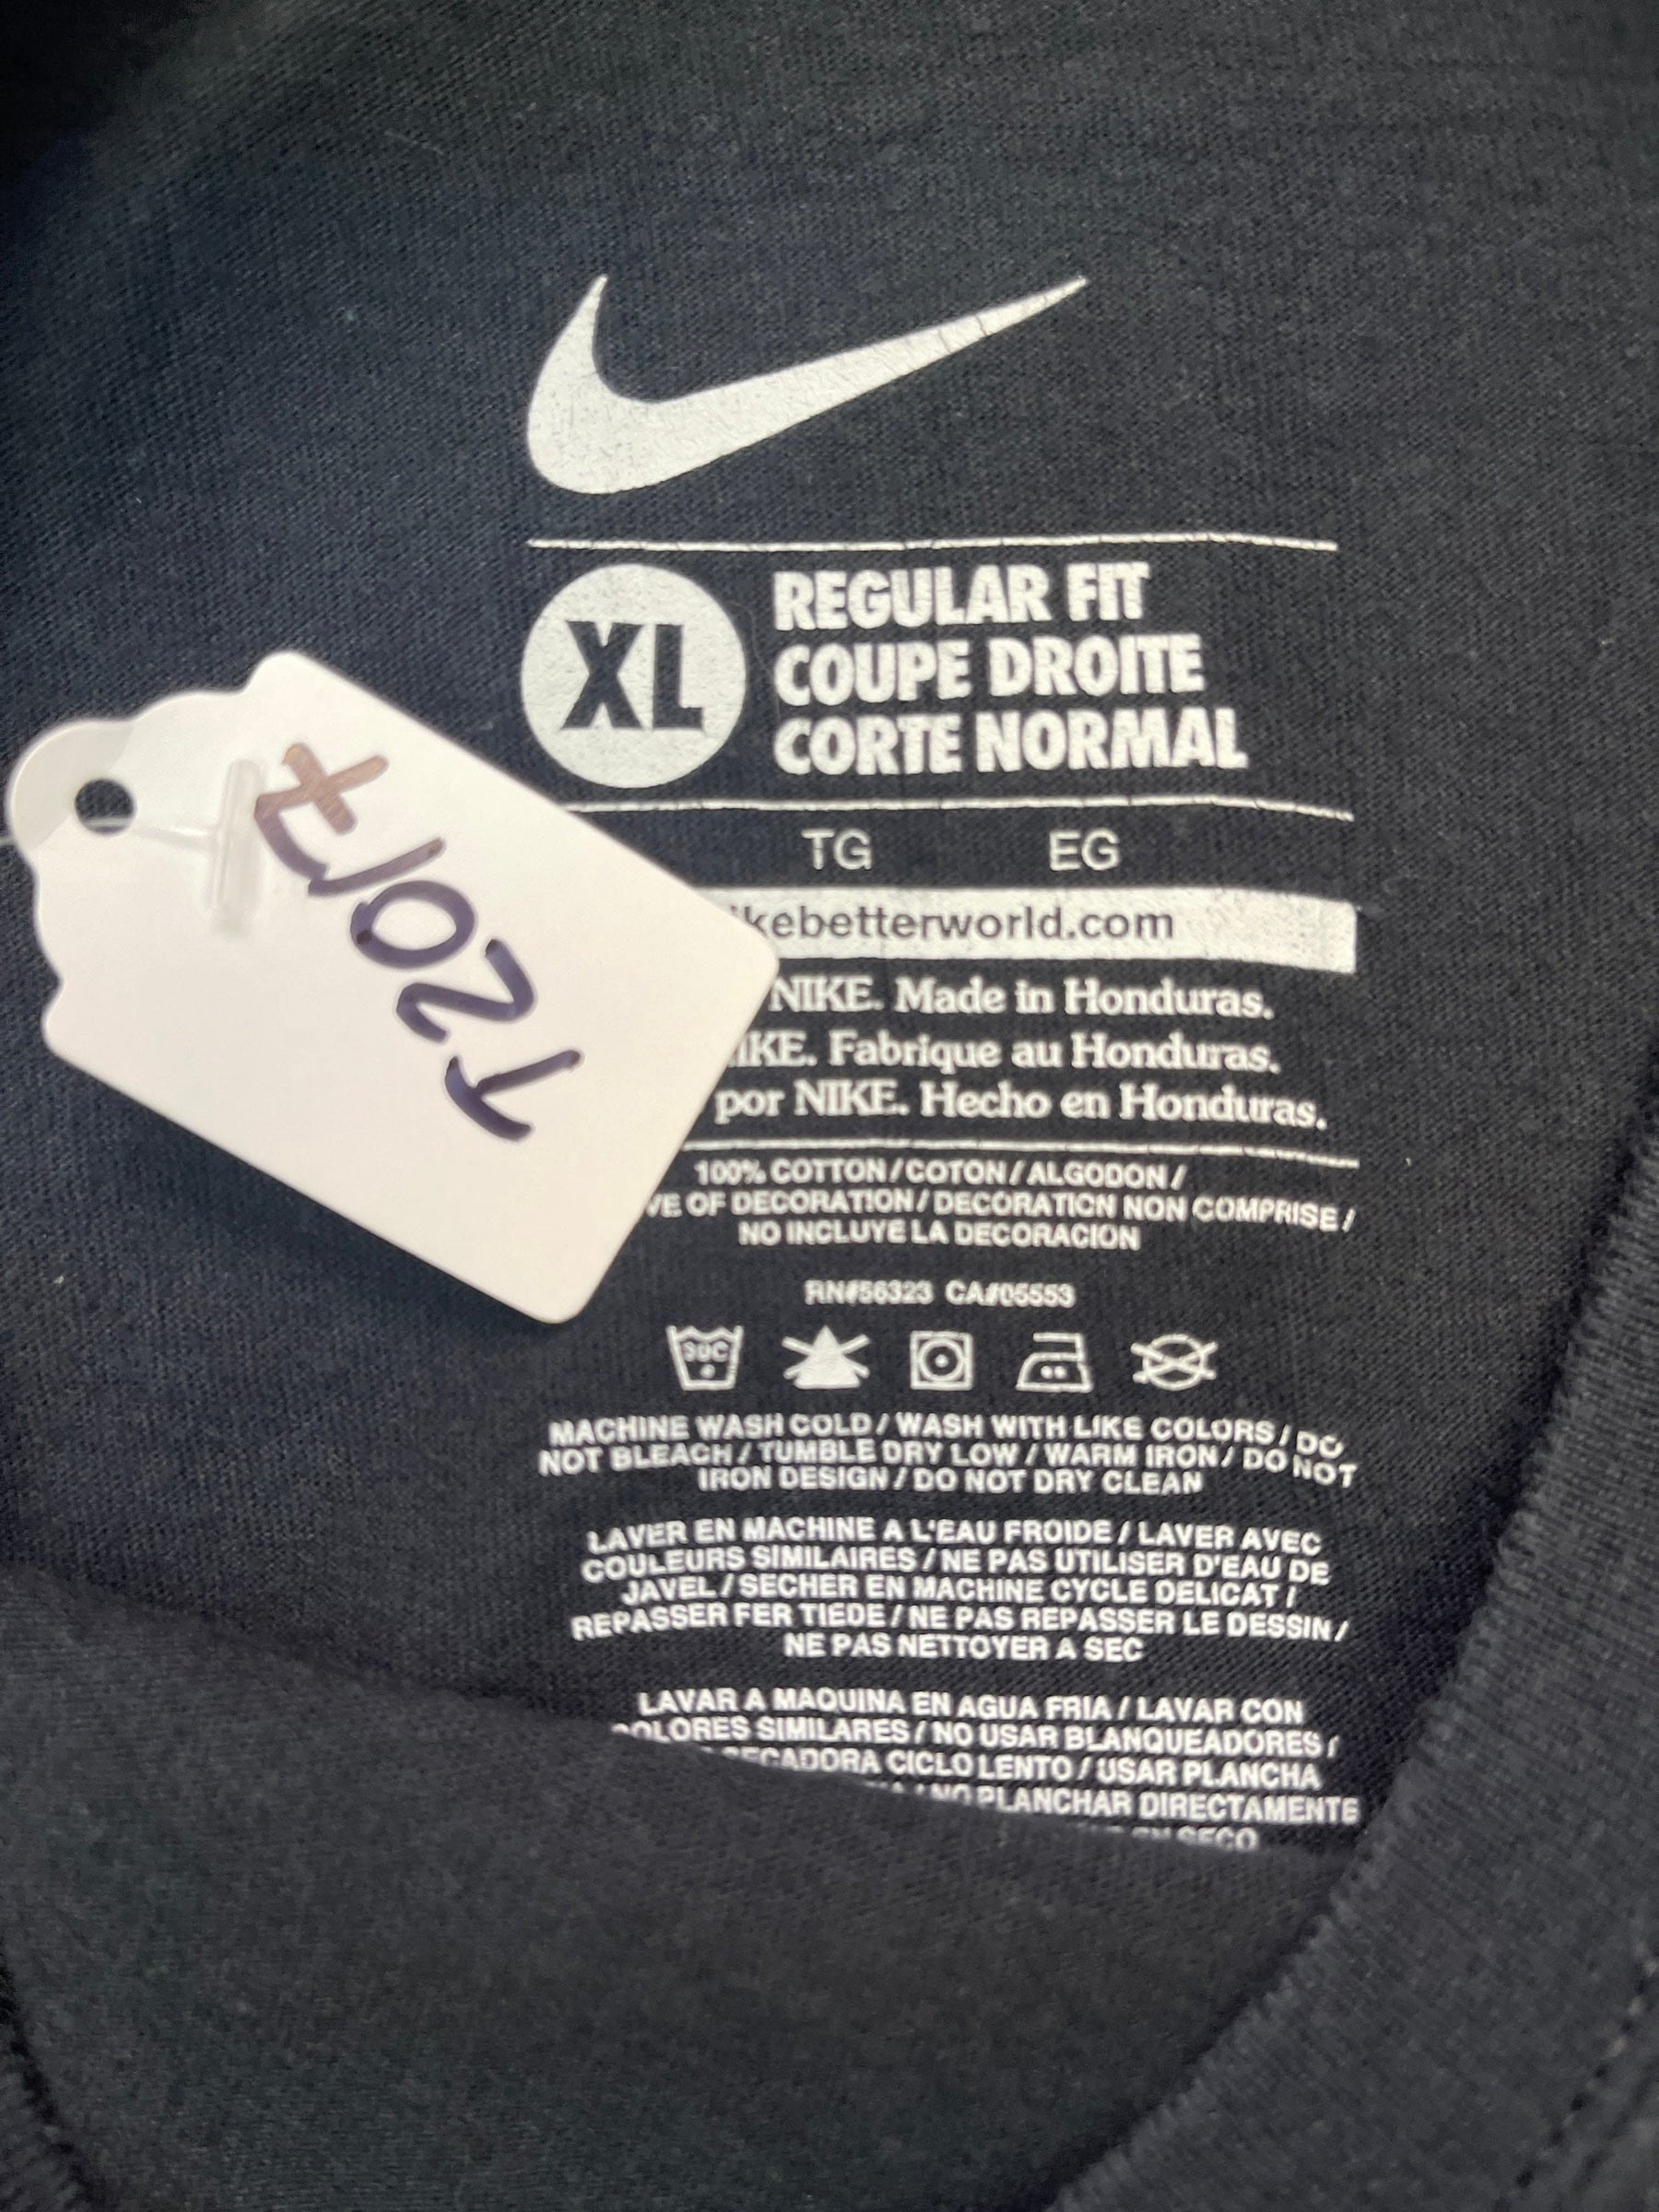 XL
REGULAR FIT
COUPE DROITE
CORTE NORMAL
TG EG
kebetterworld.com
NIKE. Made in Honduras.
IKE. Fabrique au Honduras.
por NIKE. Hecho en Honduras.
100% COTTON / COTON / ALGODON /
VE OF DECORATION / DECORATION NON COMPRISE /
NO INCLUYE LA DECORACION
RN#56323 CA#05553
MACHINE WASH COLD / WASH WITH LIKE COLORS / DO
NOT BLEACH / TUMBLE DRY LOW / WARM IRON / DO NOT
IRON DESIGN / DO NOT DRY CLEAN
LAVER EN MACHINE A L'EAU FROIDE / LAVER AVEC
COULEURS SIMILAIRES / NE PAS UTILISER D'EAU DE
JAVEL / SECHER EN MACHINE CYCLE DELICAT /
REPASSER FER TIEDE / NE PAS REPASSER LE DESSIN /
NE PAS NETTOYER A SEC
LAVAR A MAQUINA EN AGUA FRIA / LAVAR CON
COLORES SIMILARES / NO USAR BLANQUEADORES /
SECADORA CICLO LENTO / USAR PLANCHA
/ NO PLANCHAR DIRECTAMENTE
EN SECO
T2017